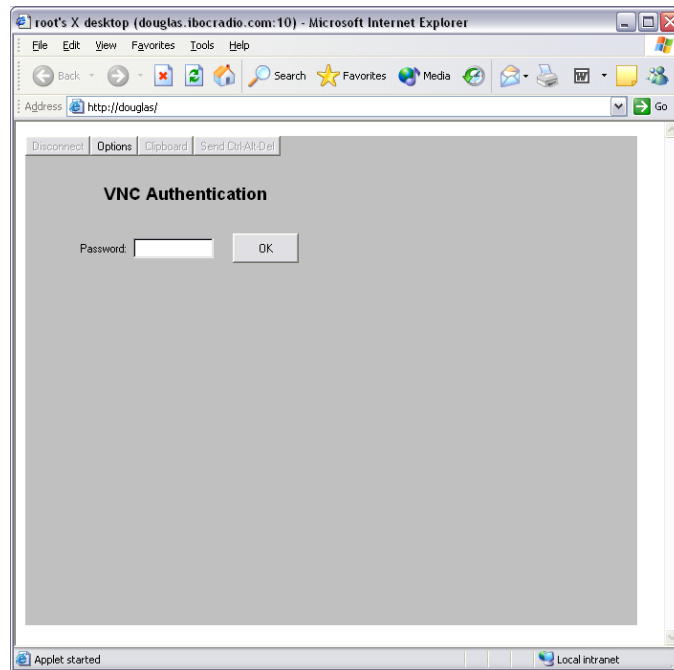 root's X desktop (douglas.ibocradio.com:10) - Microsoft Internet Explorer
File Edit View Favorites Tools Help
Back Search Favorites Media
Address http://douglas/ Go
Disconnect Options Clipboard Send Ctrl-Alt-Del
VNC Authentication
Password: OK
Applet started Local intranet